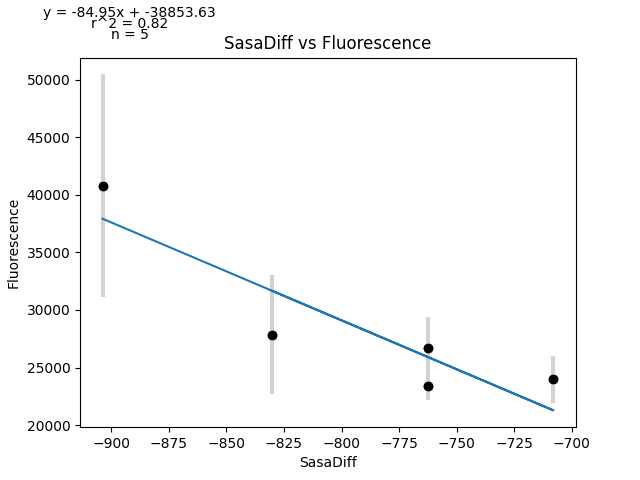 y = -84.95x + -38853.63
r^2 = 0.82
n = 5
SasaDiff vs Fluorescence
50000
45000
40000
35000
30000
25000
20000
Fluorescence
−900 −875 −850 −825 −800 −775 −750 −725 −700
SasaDiff